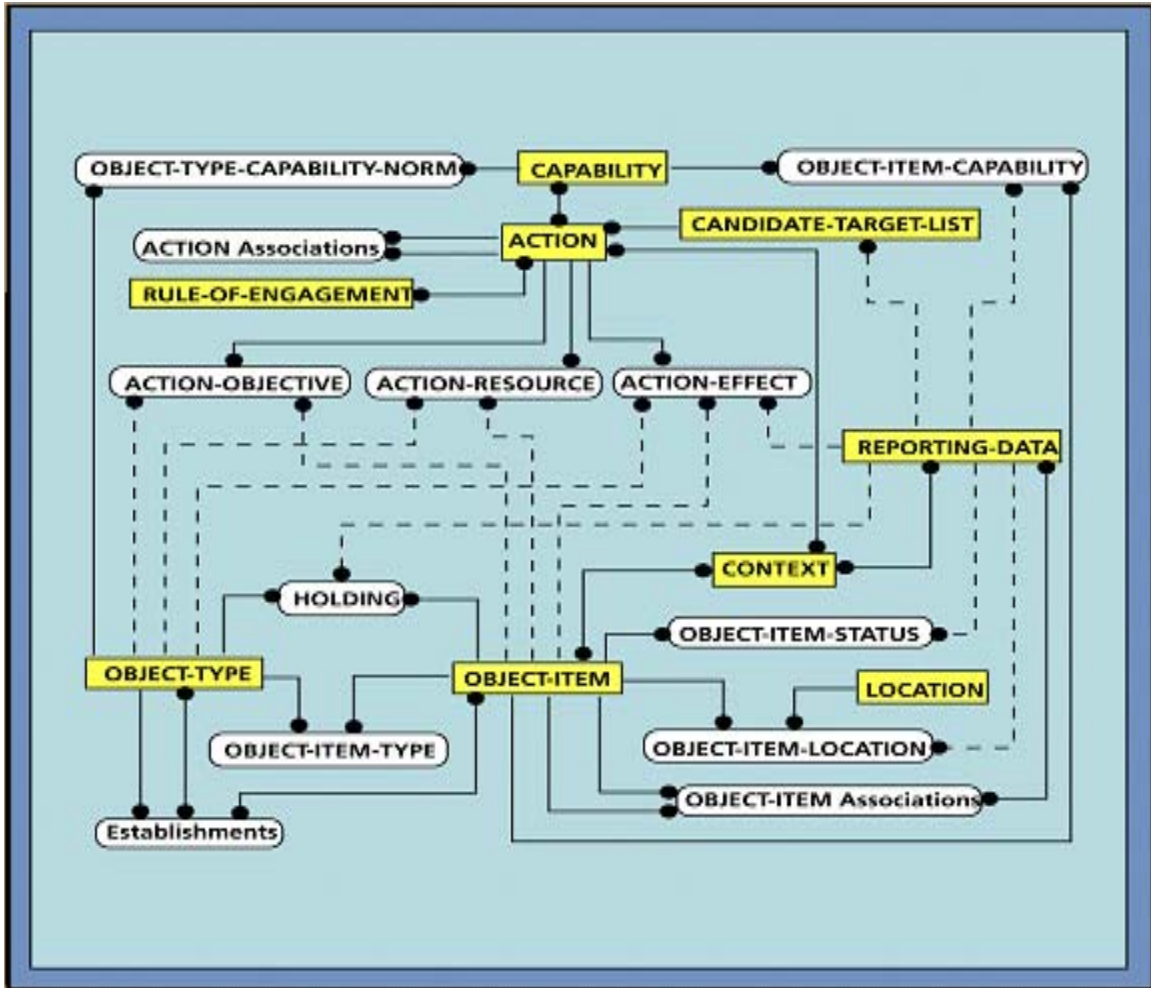 OBJECT-TYPE-CAPABILITY-NORM
CAPABILITY
OBJECT-ITEM-CAPABILITY
CANDIDATE-TARGET-LIST
ACTION Associations
ACTION
RULE-OF-ENGAGEMENT
ACTION-OBJECTIVE
ACTION-RESOURCE
ACTION-EFFECT
REPORTING-DATA
CONTEXT
HOLDING
OBJECT-ITEM-STATUS
OBJECT-TYPE
OBJECT-ITEM
LOCATION
OBJECT-ITEM-TYPE
OBJECT-ITEM-LOCATION
OBJECT-ITEM Associations
Establishments